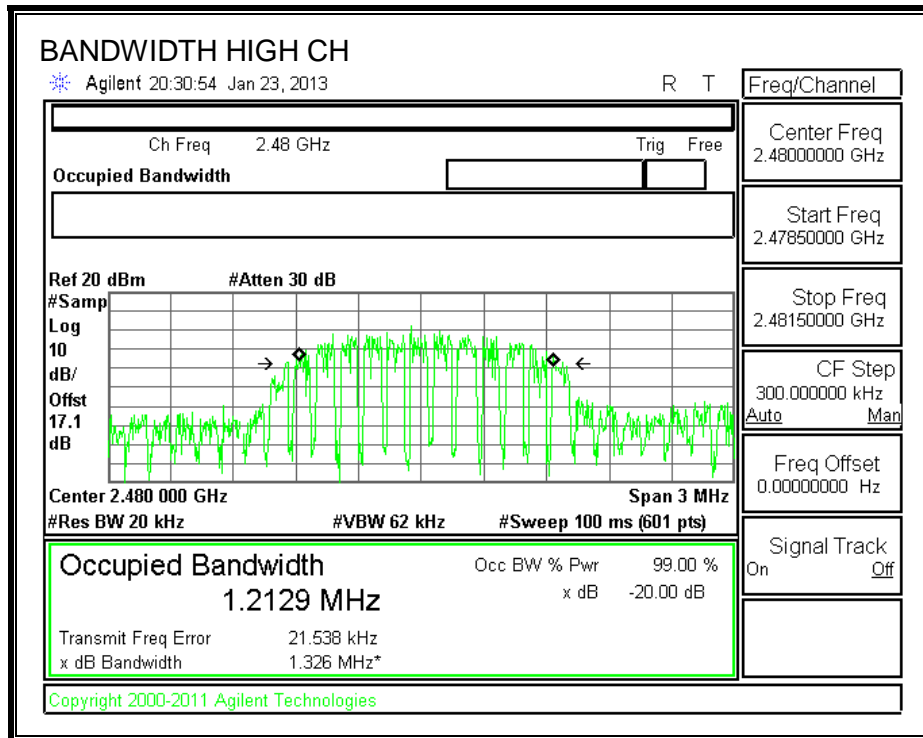 BANDWIDTH HIGH CH
Agilent 20:30:54 Jan 23, 2013 R T
Freq/Channel
Ch Freq 2.48 GHz Trig Free
Occupied Bandwidth
Center Freq
2.48000000 GHz
Start Freq
2.47850000 GHz
Stop Freq
2.48150000 GHz
CF Step
300.000000 kHz
Auto Man
Freq Offset
0.00000000 Hz
Signal Track
On Off
Ref 20 dBm #Atten 30 dB
#Samp
Log
10
dB/
Offst
17.1
dB
Center 2.480 000 GHz Span 3 MHz
#Res BW 20 kHz #VBW 62 kHz #Sweep 100 ms (601 pts)
Occupied Bandwidth Occ BW % Pwr 99.00 %
1.2129 MHz x dB -20.00 dB
Transmit Freq Error 21.538 kHz
x dB Bandwidth 1.326 MHz*
Copyright 2000-2011 Agilent Technologies